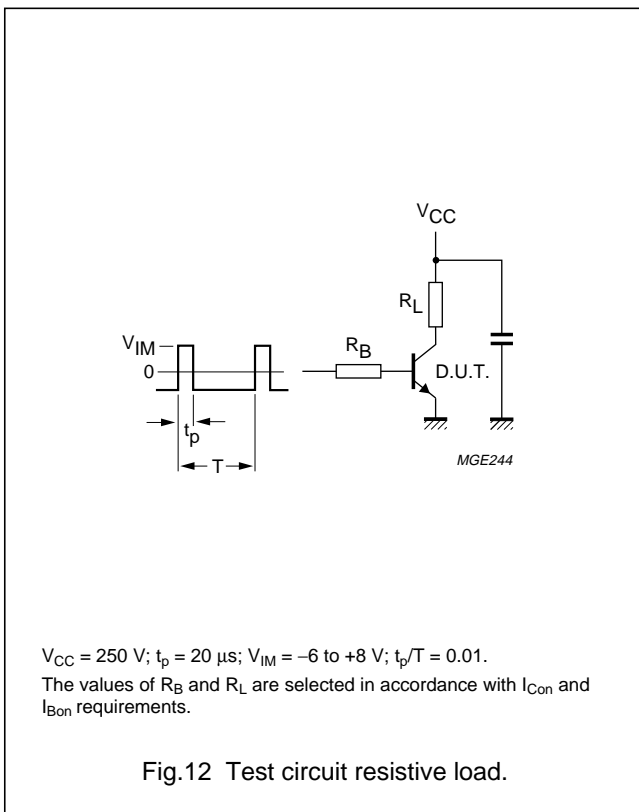 VCC
RL
VIM
RB
0
D.U.T.
tp
T
MGE244
VCC = 250 V; tp = 20 μs; VIM = −6 to +8 V; tp/T = 0.01.
The values of RB and RL are selected in accordance with ICon and
IBon requirements.
Fig.12 Test circuit resistive load.